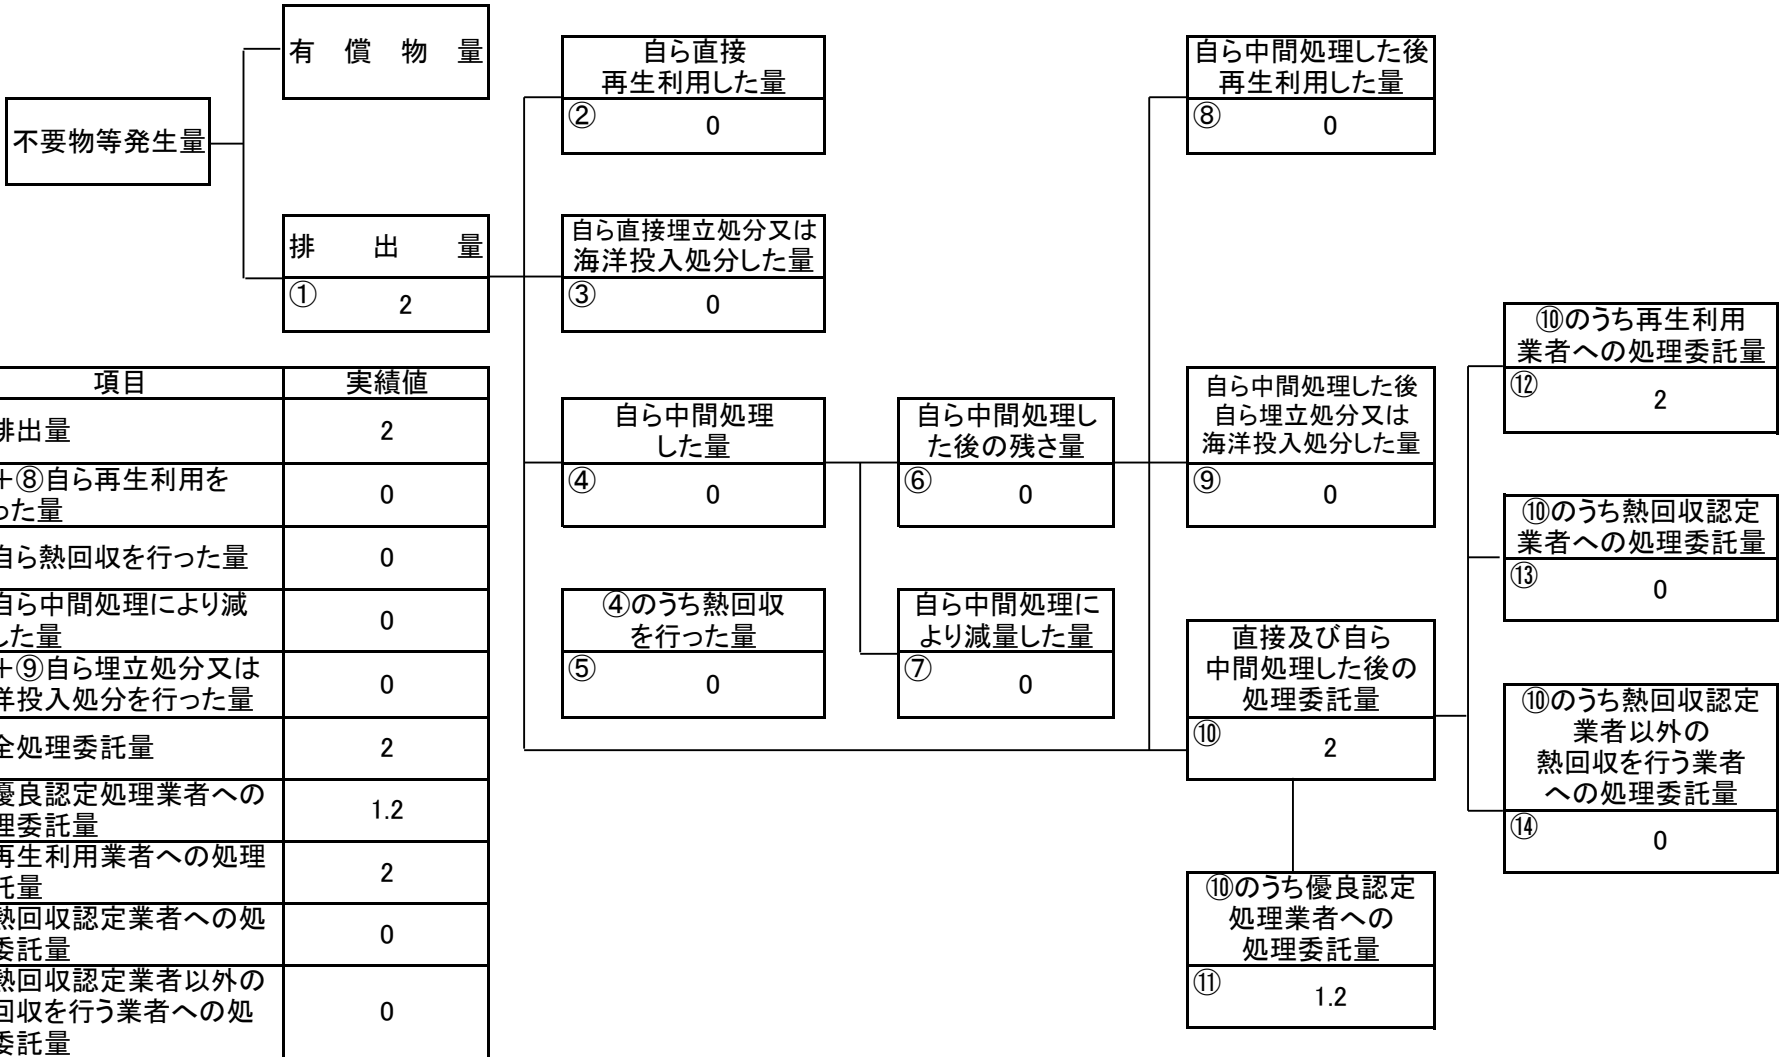 有償物量
不要物等発生量
排出量
① 2
自ら直接
再生利用した量
② 0
自ら直接埋立処分又は
海洋投入処分した量
③ 0
自ら中間処理
した量
④ 0
④のうち熱回収
を行った量
⑤ 0
自ら中間処理し
た後の残さ量
⑥ 0
自ら中間処理に
より減量した量
⑦ 0
自ら中間処理した後
再生利用した量
⑧ 0
自ら中間処理した後
自ら埋立処分又は
海洋投入処分した量
⑨ 0
直接及び自ら
中間処理した後の
処理委託量
⑩ 2
⑩のうち優良認定
処理業者への
処理委託量
⑪ 1.2
⑩のうち再生利用
業者への処理委託量
⑫ 2
⑩のうち熱回収認定
業者への処理委託量
⑬ 0
⑩のうち熱回収認定
業者以外の
熱回収を行う業者
への処理委託量
⑭ 0
項目 実績値
排出量 2
+⑧自ら再生利用を
った量 0
自ら熱回収を行った量 0
自ら中間処理により減
した量 0
+⑨自ら埋立処分又は
洋投入処分を行った量 0
全処理委託量 2
優良認定処理業者への
理委託量 1.2
再生利用業者への処理
託量 2
熱回収認定業者への処
委託量 0
熱回収認定業者以外の
回収を行う業者への処
委託量 0